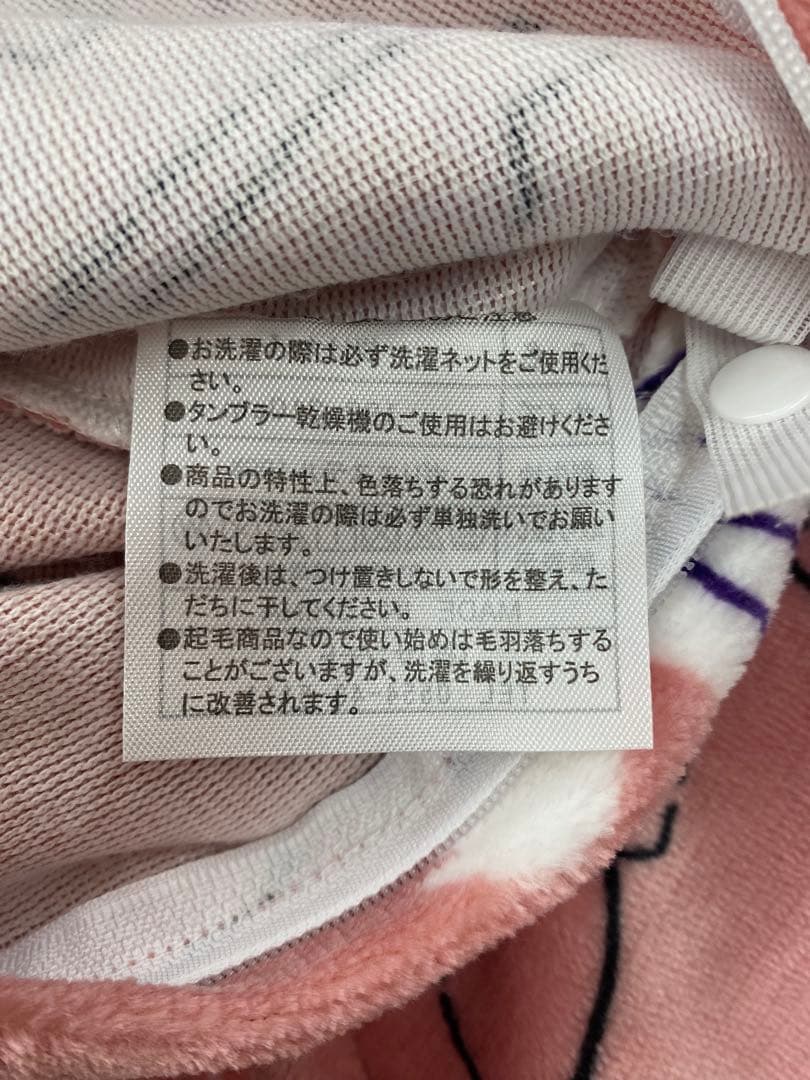 ●お洗濯の際は必ず洗濯ネットをご使用くだ
さい。
●タンブラー乾燥機のご使用はお避けくださ
い。
●商品の特性上、色落ちする恐れがあります
のでお洗濯の際は必ず単独洗いでお願い
いたします。
●洗濯後は、つけ置きしないで形を整え、た
だちに干してください。
●起毛商品なので使い始めは毛羽落ちする
ことがございますが、洗濯を繰り返すうち
に改善されます。